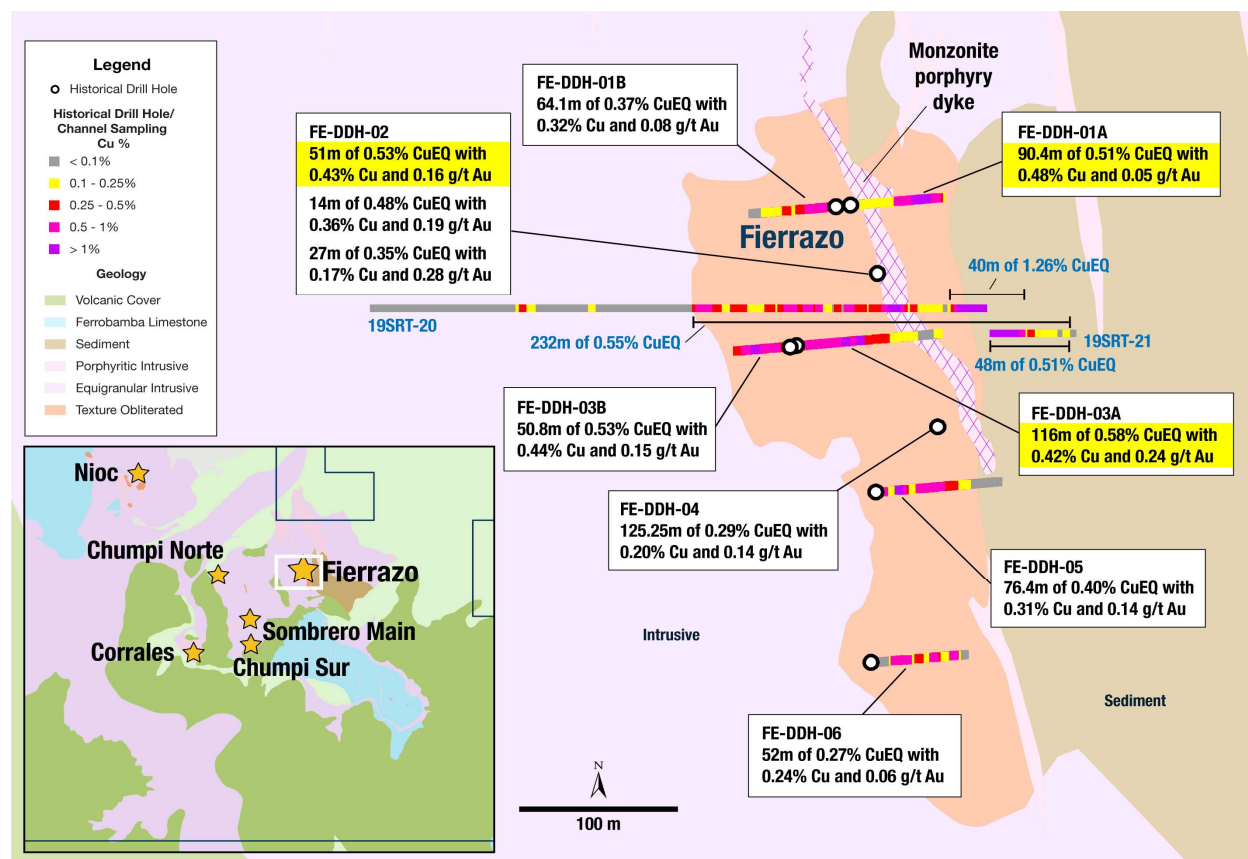 Legend
Historical Drill Hole
Historical Drill Hole/
Channel Sampling
Cu %
< 0.1%
0.1 - 0.25%
0.25 - 0.5%
0.5 - 1%
> 1%
Geology
Volcanic Cover
Ferrobamba Limestone
Sediment
Porphyritic Intrusive
Equigranular Intrusive
Texture Obliterated
FE-DDH-02
51m of 0.53% CuEQ with
0.43% Cu and 0.16 g/t Au
14m of 0.48% CuEQ with
0.36% Cu and 0.19 g/t Au
27m of 0.35% CuEQ with
0.17% Cu and 0.28 g/t Au
FE-DDH-01B
64.1m of 0.37% CuEQ with
0.32% Cu and 0.08 g/t Au
Monzonite
porphyry
dyke
FE-DDH-01A
90.4m of 0.51% CuEQ with
0.48% Cu and 0.05 g/t Au
Fierrazo
40m of 1.26% CuEQ
19SRT-20
232m of 0.55% CuEQ
19SRT-21
48m of 0.51% CuEQ
FE-DDH-03B
50.8m of 0.53% CuEQ with
0.44% Cu and 0.15 g/t Au
FE-DDH-03A
116m of 0.58% CuEQ with
0.42% Cu and 0.24 g/t Au
FE-DDH-04
125.25m of 0.29% CuEQ with
0.20% Cu and 0.14 g/t Au
FE-DDH-05
76.4m of 0.40% CuEQ with
0.31% Cu and 0.14 g/t Au
Intrusive
Sediment
FE-DDH-06
52m of 0.27% CuEQ with
0.24% Cu and 0.06 g/t Au
N
100 m
Nioc
Chumpi Norte
Fierrazo
Sombrero Main
Corrales
Chumpi Sur